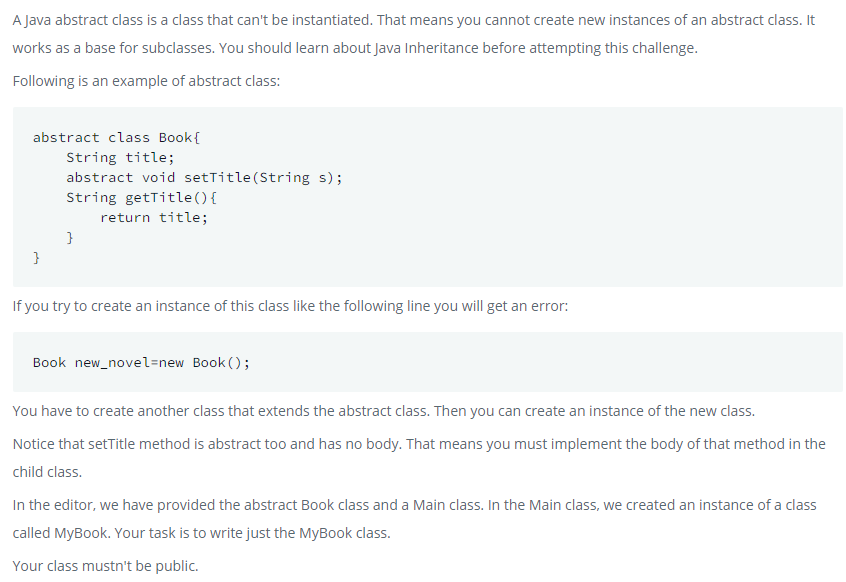 A Java abstract class is a class that can't be instantiated. That means you cannot create new instances of an abstract class. It
works as a base for subclasses. You should learn about Java Inheritance before attempting this challenge.
Following is an example of abstract class:
abstract class Book{
    String title;
    abstract void setTitle(String s);
    String getTitle(){
        return title;
    }
}
If you try to create an instance of this class like the following line you will get an error:
Book new_novel=new Book();
You have to create another class that extends the abstract class. Then you can create an instance of the new class.
Notice that setTitle method is abstract too and has no body. That means you must implement the body of that method in the
child class.
In the editor, we have provided the abstract Book class and a Main class. In the Main class, we created an instance of a class
called MyBook. Your task is to write just the MyBook class.
Your class mustn't be public.